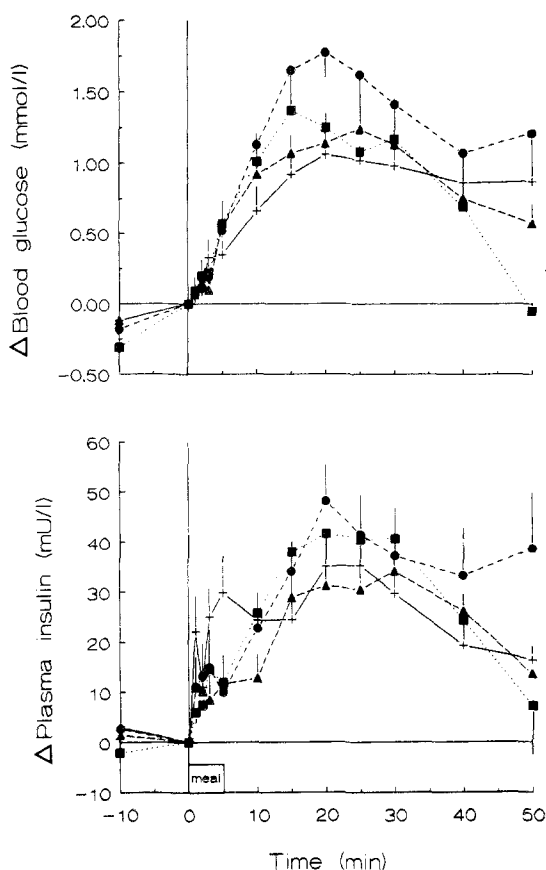 2.00
1.50
1.00
0.50
0.00
-0.50
ΔBlood glucose (mmol/l)
60
50
40
30
20
10
0
-10
ΔPlasma insulin (mU/l)
meal
-10 0 10 20 30 40 50
Time (min)